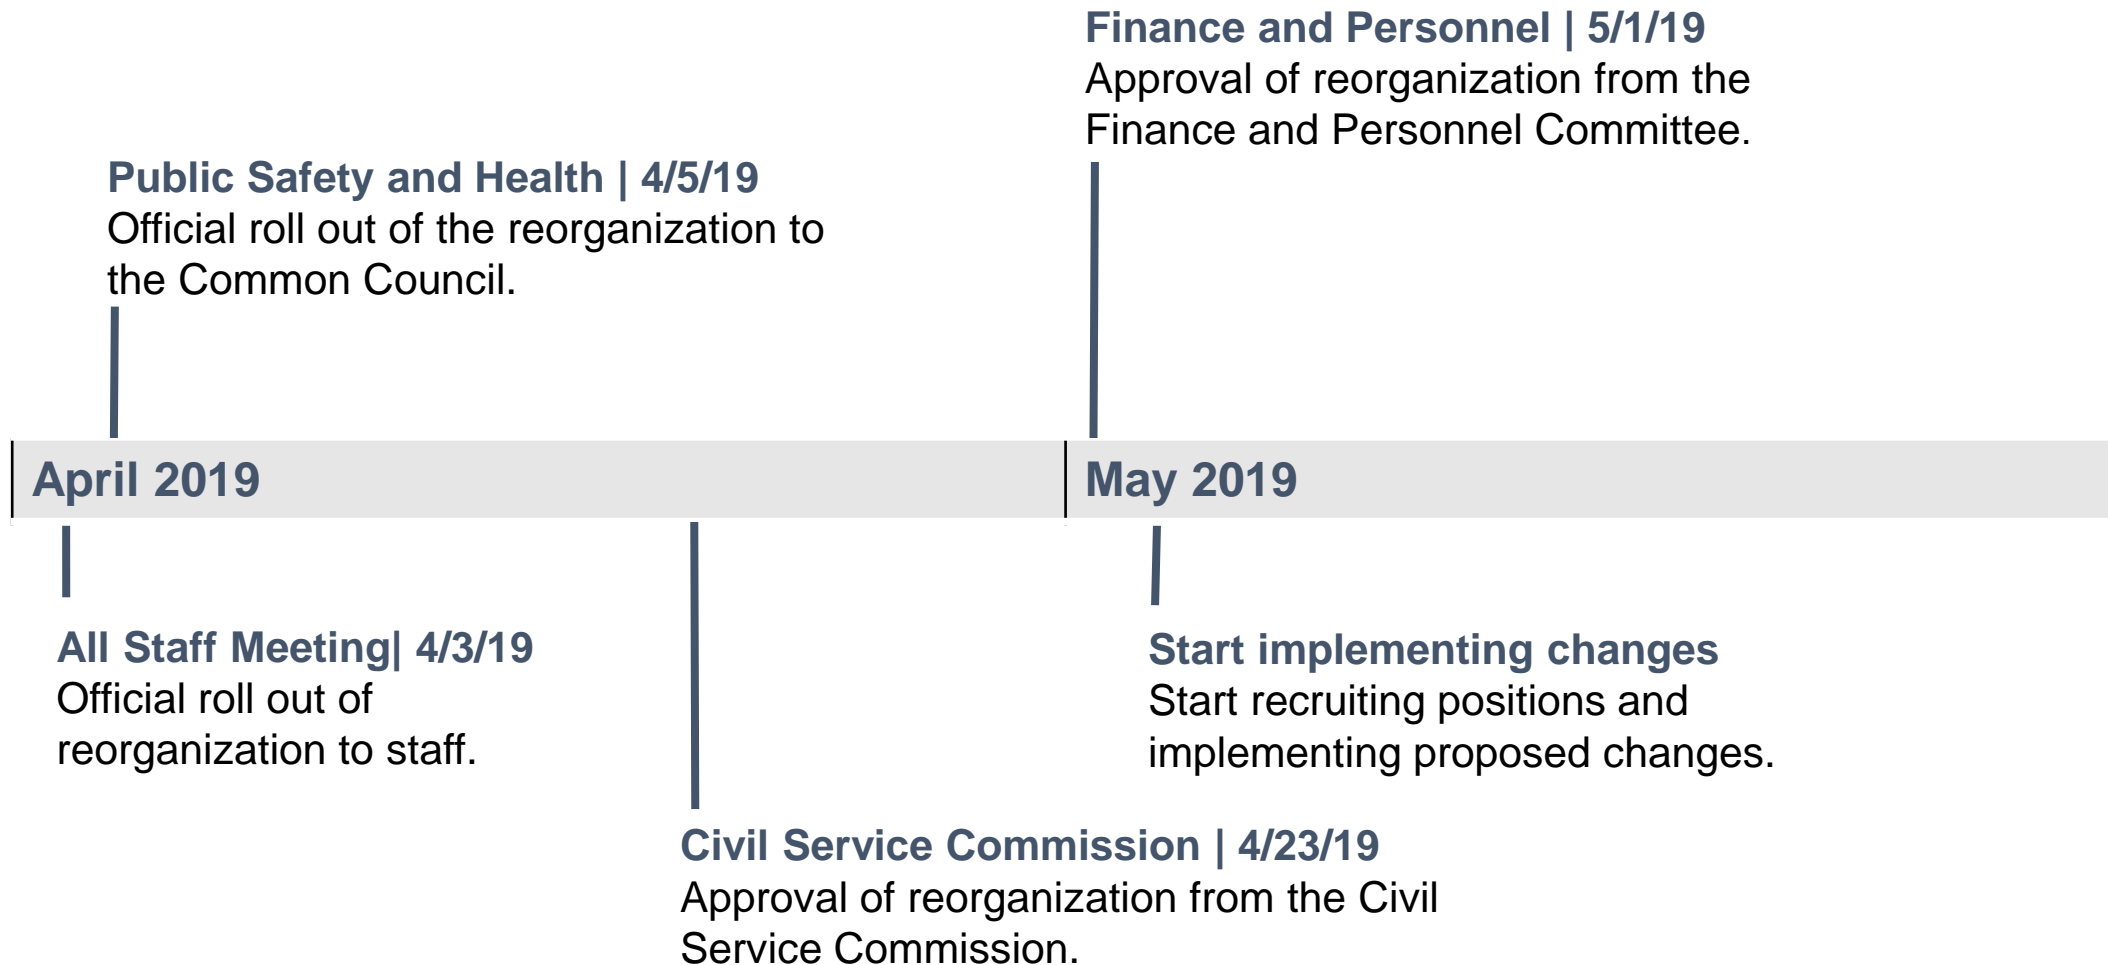 Finance and Personnel | 5/1/19
Approval of reorganization from the
Finance and Personnel Committee.
Public Safety and Health | 4/5/19
Official roll out of the reorganization to
the Common Council.
April 2019
May 2019
All Staff Meeting| 4/3/19
Official roll out of
reorganization to staff.
Start implementing changes
Start recruiting positions and
implementing proposed changes.
Civil Service Commission | 4/23/19
Approval of reorganization from the Civil
Service Commission.